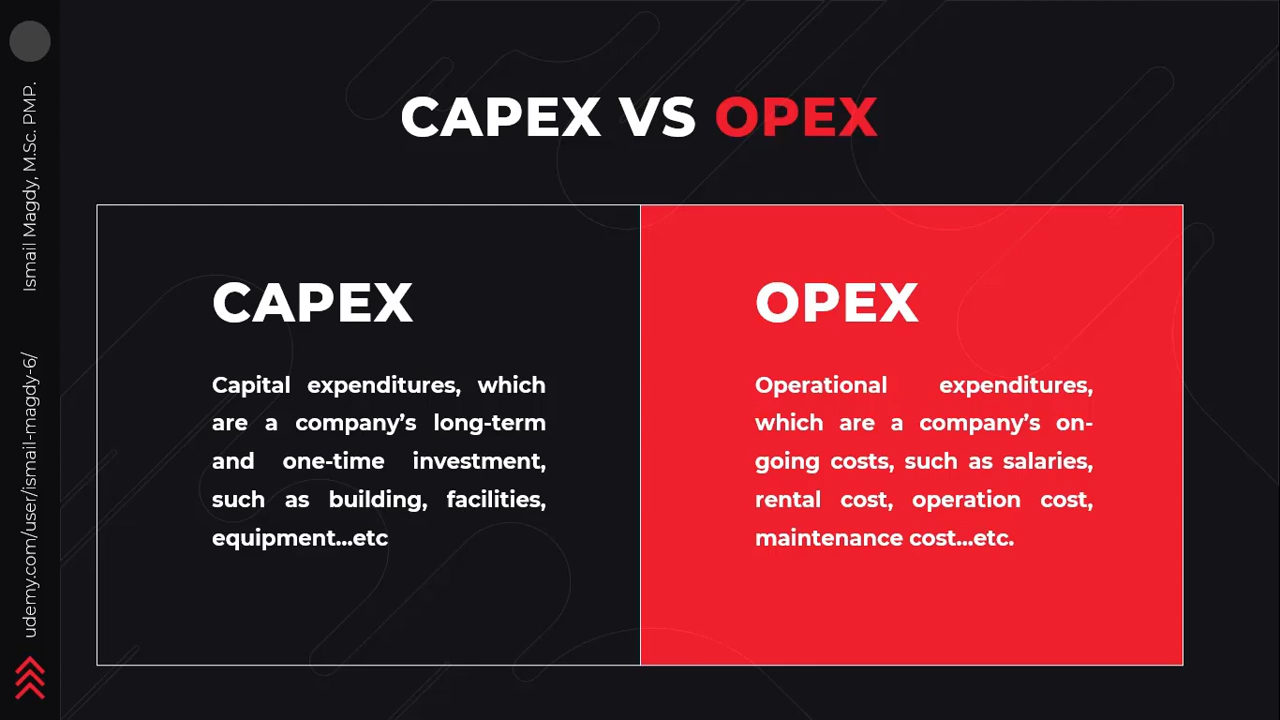 Ismail Magdy, M.Sc. PMP.
udemy.com/user/ismail-magdy-6/
CAPEX VS OPEX
CAPEX
Capital expenditures, which
are a company’s long-term
and one-time investment,
such as building, facilities,
equipment...etc
OPEX
Operational expenditures,
which are a company’s on-
going costs, such as salaries,
rental cost, operation cost,
maintenance cost...etc.